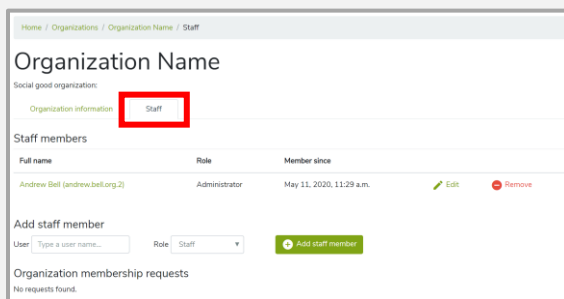 Home / Organizations / Organization Name / Staff
Organization Name
Social good organization:
Organization information Staff
Staff members
Full name Role Member since
Andrew Bell (andrew.bell.org.2) Administrator May 11, 2020, 11:29 a.m. Edit Remove
Add staff member
User Type a user name... Role Staff Add staff member
Organization membership requests
No requests found.